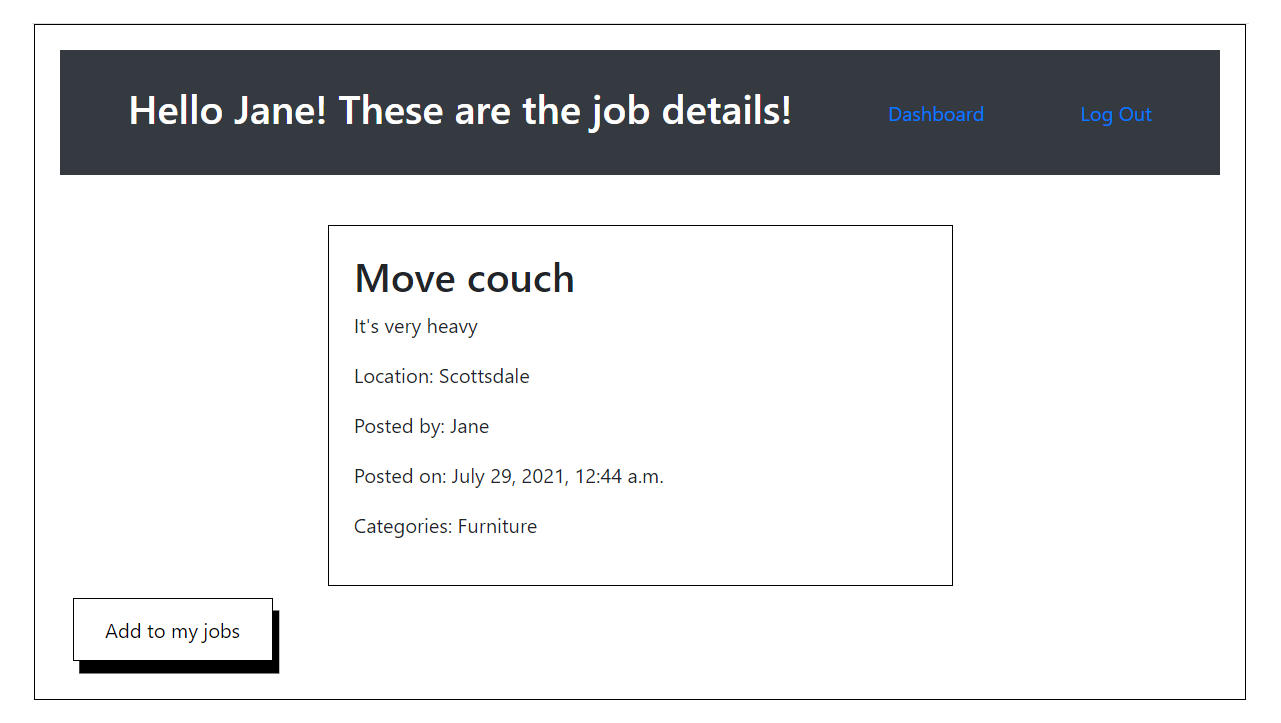 Hello Jane! These are the job details!
Dashboard
Log Out
Move couch
It's very heavy
Location: Scottsdale
Posted by: Jane
Posted on: July 29, 2021, 12:44 a.m.
Categories: Furniture
Add to my jobs